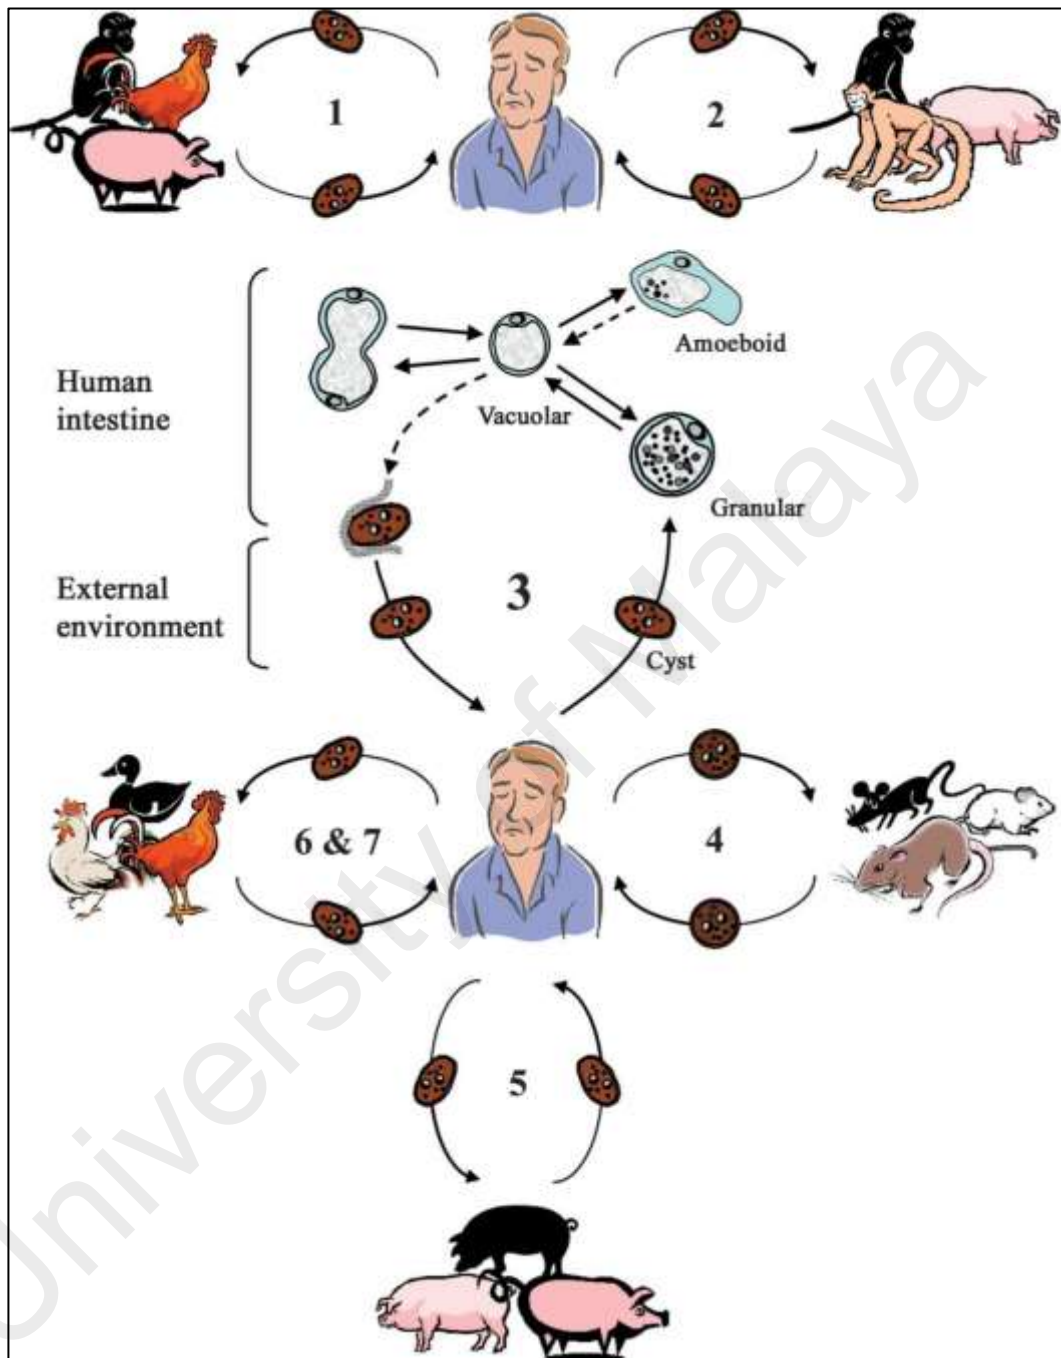 1
2
Human
intestine
Amoeboid
Vacuolar
Granular
External
environment
3
Cyst
6 & 7
4
5
University of Malaya